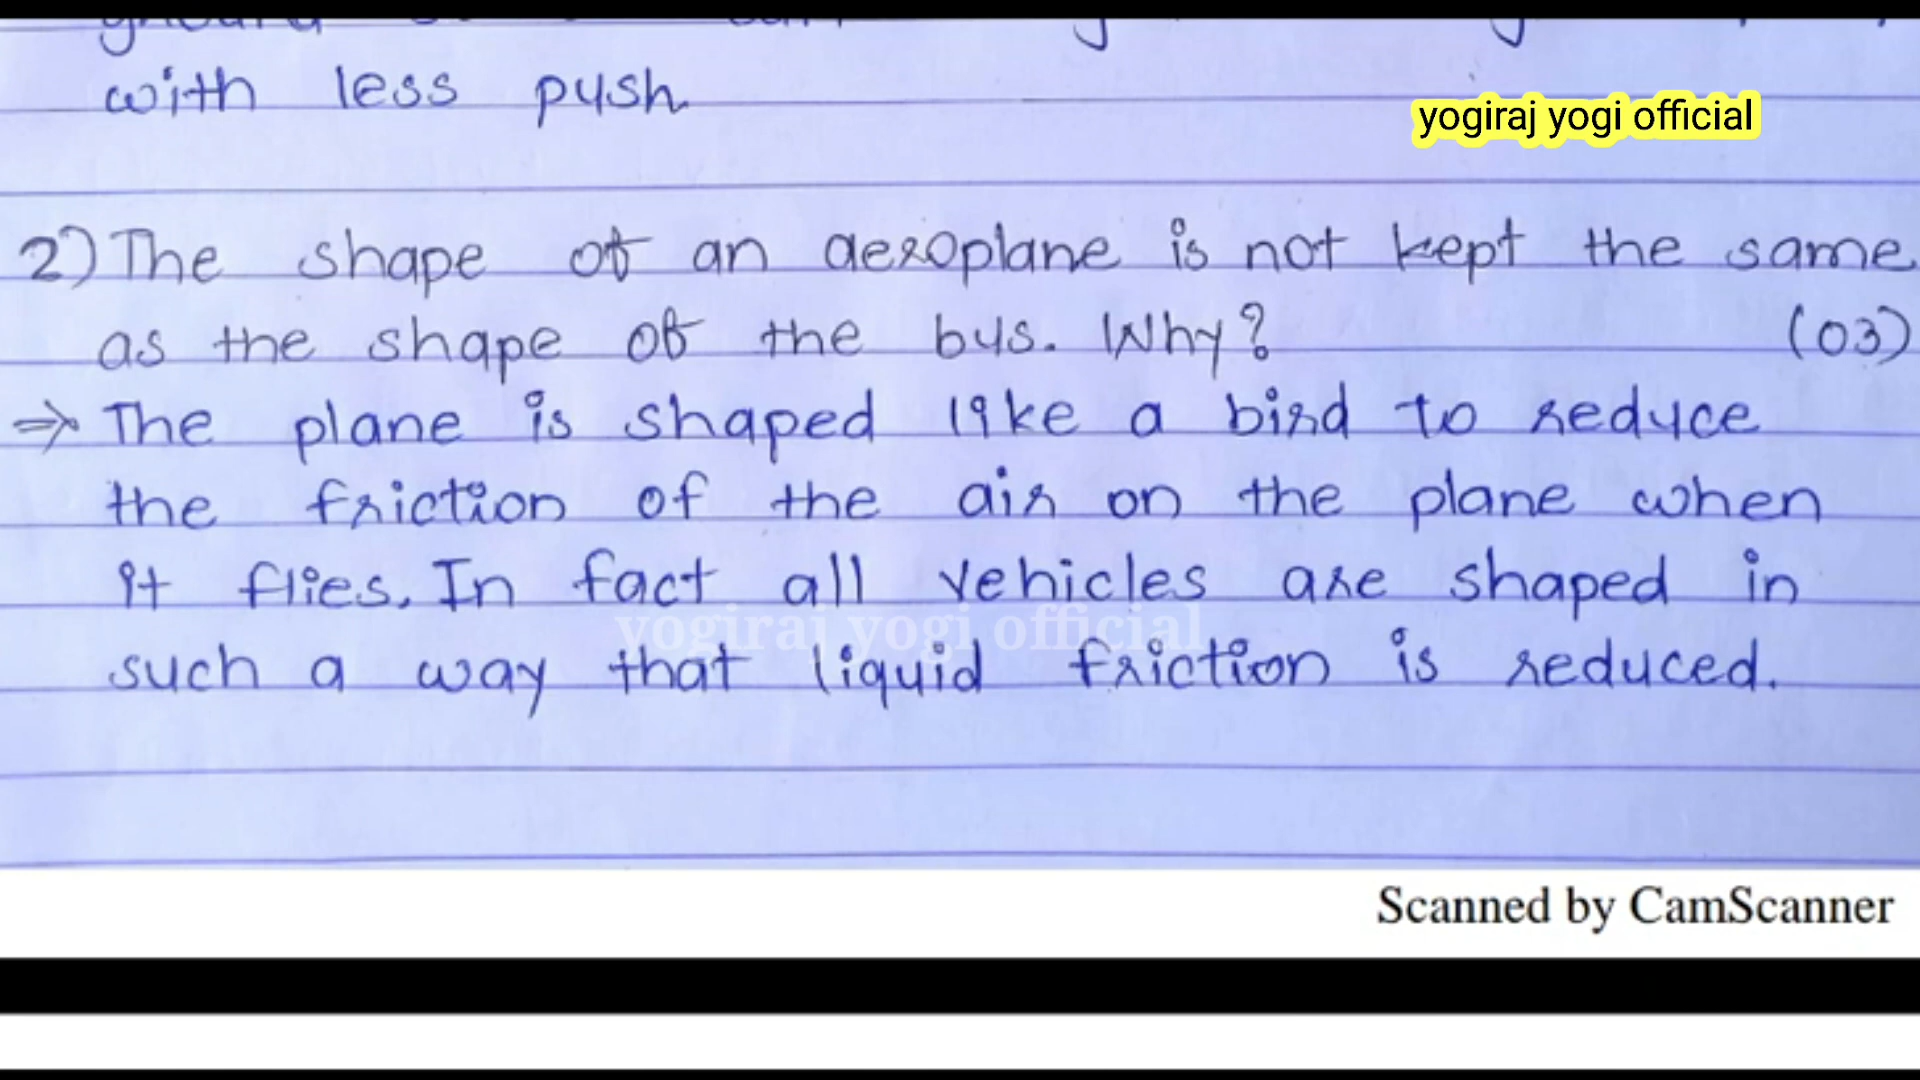 with less push
yogiraj yogi official
2) The shape of an aeroplane is not kept the same
as the shape of the bus. Why? (03)
⇒ The plane is shaped like a bird to reduce
the friction of the air on the plane when
it flies. In fact all vehicles are shaped in
yogiraj yogi official
such a way that liquid friction is reduced.
Scanned by CamScanner